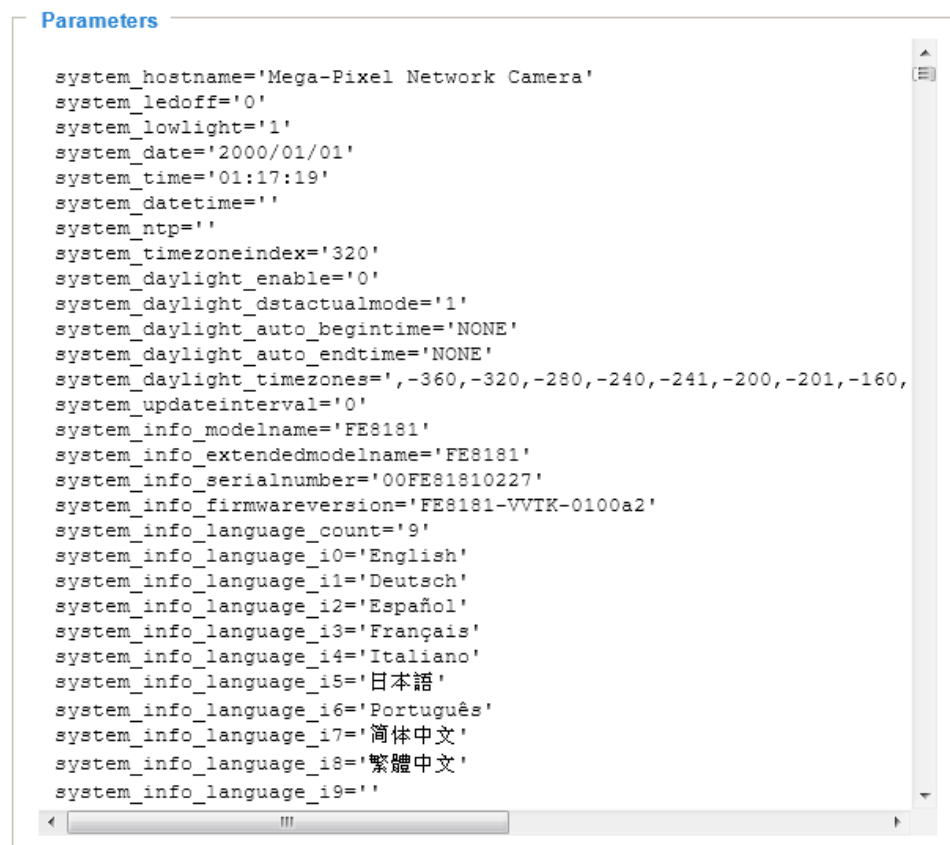 Parameters
system_hostname='Mega-Pixel Network Camera'
system_ledoff='0'
system_lowlight='1'
system_date='2000/01/01'
system_time='01:17:19'
system_datetime=''
system_ntp=''
system_timezoneindex='320'
system_daylight_enable='0'
system_daylight_dstactualmode='1'
system_daylight_auto_begintime='NONE'
system_daylight_auto_endtime='NONE'
system_daylight_timezones=',-360,-320,-280,-240,-241,-200,-201,-160,
system_updateinterval='0'
system_info_modelname='FE8181'
system_info_extendedmodelname='FE8181'
system_info_serialnumber='00FE81810227'
system_info_firmwareversion='FE8181-VVTK-0100a2'
system_info_language_count='9'
system_info_language_i0='English'
system_info_language_i1='Deutsch'
system_info_language_i2='Español'
system_info_language_i3='Français'
system_info_language_i4='Italiano'
system_info_language_i5='日本語'
system_info_language_i6='Português'
system_info_language_i7='简体中文'
system_info_language_i8='繁體中文'
system_info_language_i9=''